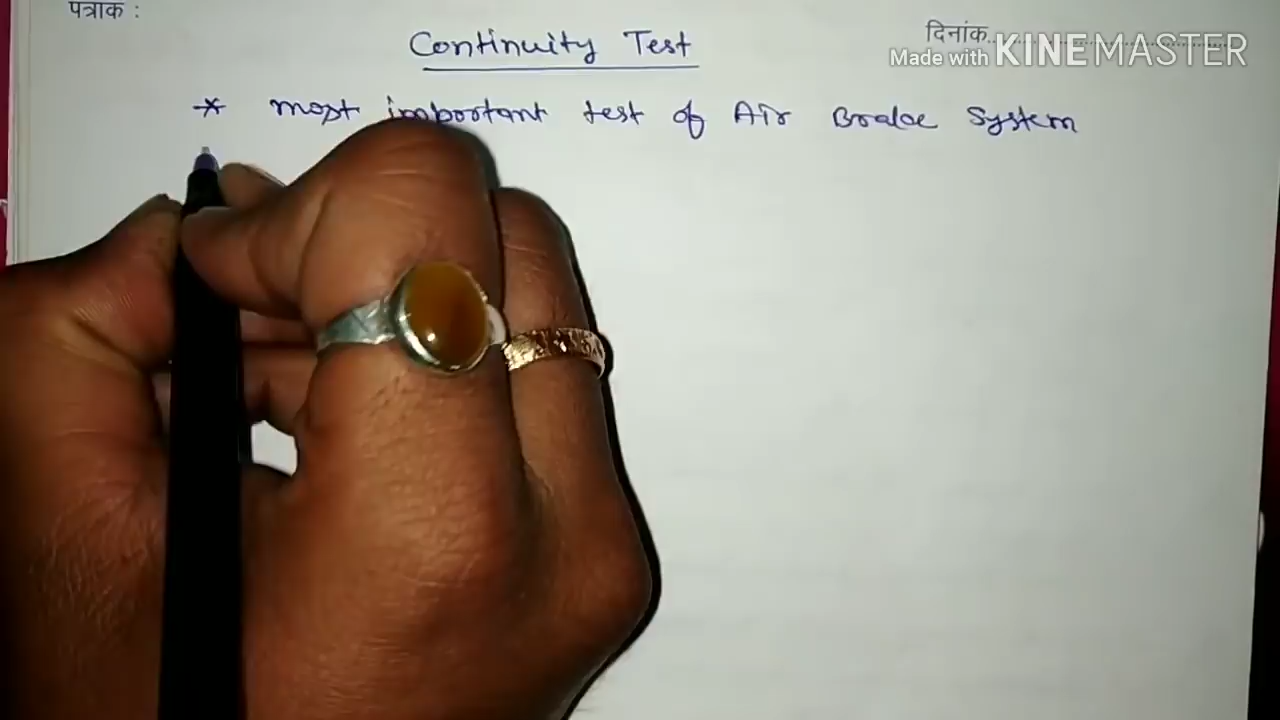 पत्रांक :
दिनांक..............................
Made with KINEMASTER
Continuity Test
* most important test of Air Brake System